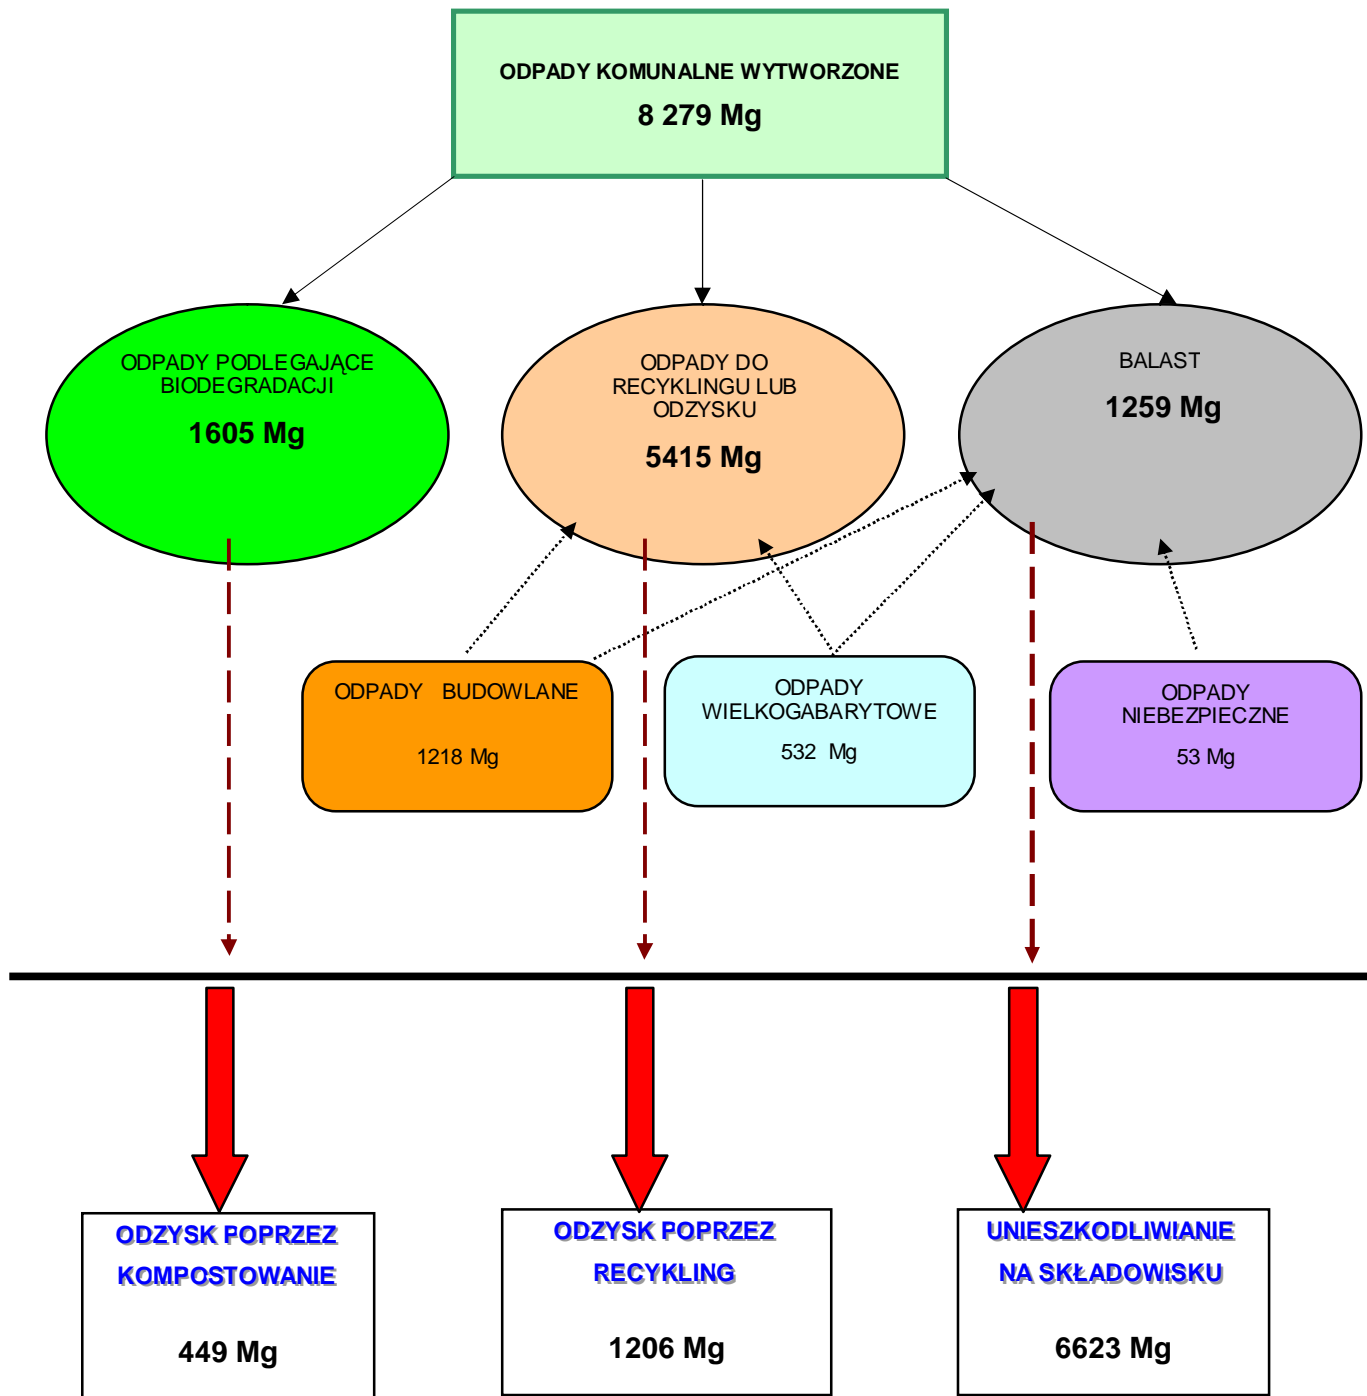 ODPADY KOMUNALNE WYTWORZONE
8 279 Mg
ODPADY PODLEGAJĄCE
BIODEGRADACJI
1605 Mg
ODPADY DO
RECYKLINGU LUB
ODZYSKU
5415 Mg
BALAST
1259 Mg
ODPADY BUDOWLANE
1218 Mg
ODPADY
WIELKOGABARYTOWE
532 Mg
ODPADY
NIEBEZPIECZNE
53 Mg
ODZYSK POPRZEZ
KOMPOSTOWANIE
449 Mg
ODZYSK POPRZEZ
RECYKLING
1206 Mg
UNIESZKODLIWIANIE
NA SKŁADOWISKU
6623 Mg